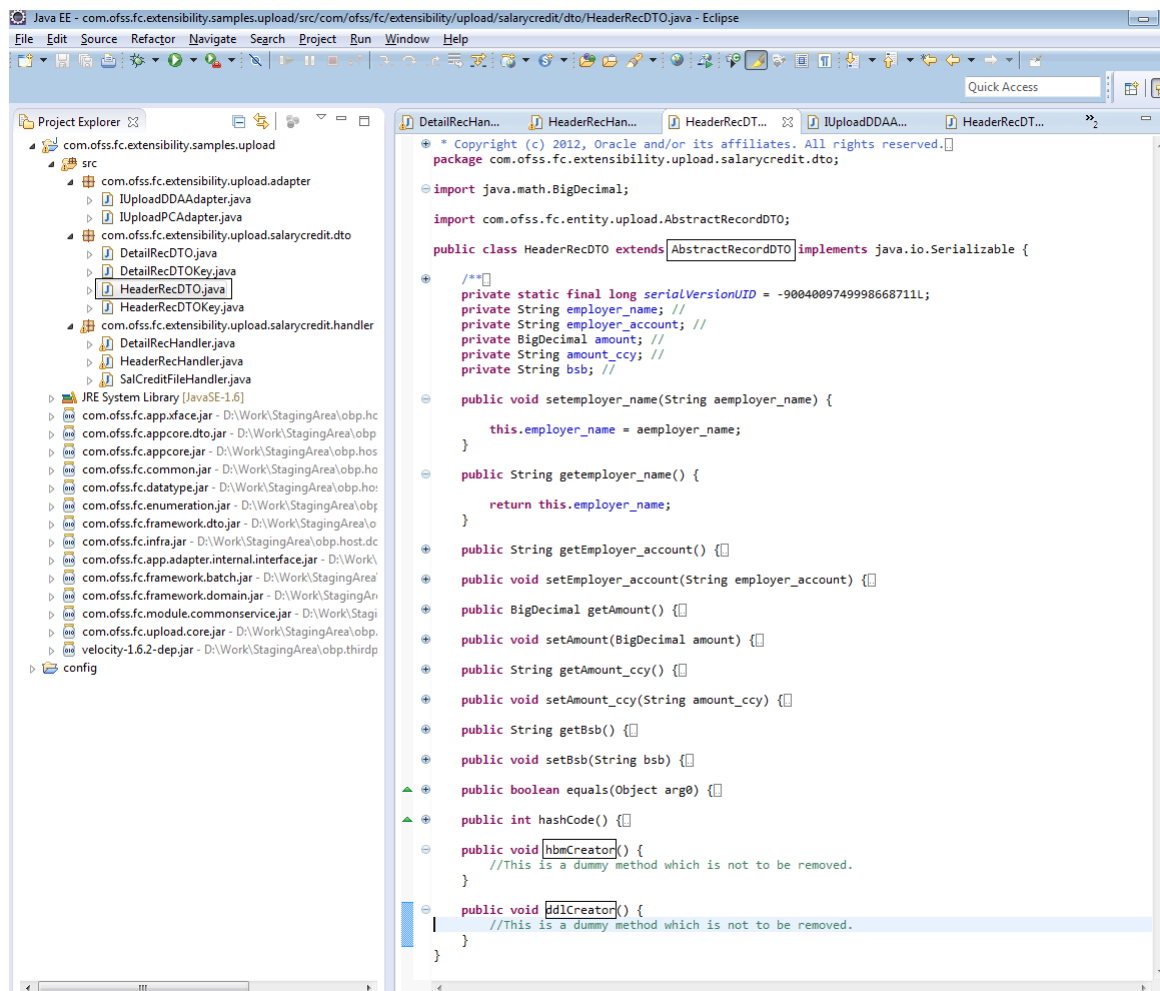 Java EE - com.ofss.fc.extensibility.samples.upload/src/com/ofss/fc/extensibility/upload/salarycredit/dto/HeaderRecDTO.java - Eclipse
File Edit Source Refactor Navigate Search Project Run Window Help
Quick Access
Project Explorer
DetailRecHan... HeaderRecHan... HeaderRecDT... IUploadDDAA... HeaderRecDT... »2
com.ofss.fc.extensibility.samples.upload
src
com.ofss.fc.extensibility.upload.adapter
IUploadDDAAdapter.java
IUploadPCAdapter.java
com.ofss.fc.extensibility.upload.salarycredit.dto
DetailRecDTO.java
DetailRecDTOKey.java
HeaderRecDTO.java
HeaderRecDTOKey.java
com.ofss.fc.extensibility.upload.salarycredit.handler
DetailRecHandler.java
HeaderRecHandler.java
SalCreditFileHandler.java
JRE System Library [JavaSE-1.6]
com.ofss.fc.app.xface.jar - D:\Work\StagingArea\obp.hc
com.ofss.fc.appcore.dto.jar - D:\Work\StagingArea\obp
com.ofss.fc.appcore.jar - D:\Work\StagingArea\obp.hos
com.ofss.fc.common.jar - D:\Work\StagingArea\obp.ho
com.ofss.fc.datatype.jar - D:\Work\StagingArea\obp.ho
com.ofss.fc.enumeration.jar - D:\Work\StagingArea\obp
com.ofss.fc.framework.dto.jar - D:\Work\StagingArea\o
com.ofss.fc.infra.jar - D:\Work\StagingArea\obp.host.dc
com.ofss.fc.app.adapter.internal.interface.jar - D:\Work\
com.ofss.fc.framework.batch.jar - D:\Work\StagingArea\
com.ofss.fc.framework.domain.jar - D:\Work\StagingAr
com.ofss.fc.module.commonservice.jar - D:\Work\Stagi
com.ofss.fc.upload.core.jar - D:\Work\StagingArea\obp.
velocity-1.6.2-dep.jar - D:\Work\StagingArea\obp.thirdp
config
* Copyright (c) 2012, Oracle and/or its affiliates. All rights reserved.
package com.ofss.fc.extensibility.upload.salarycredit.dto;
import java.math.BigDecimal;
import com.ofss.fc.entity.upload.AbstractRecordDTO;
public class HeaderRecDTO extends AbstractRecordDTO implements java.io.Serializable {
/**
private static final long serialVersionUID = -9004009749998668711L;
private String employer_name; //
private String employer_account; //
private BigDecimal amount; //
private String amount_ccy; //
private String bsb; //
public void setemployer_name(String aemployer_name) {
this.employer_name = aemployer_name;
}
public String getemployer_name() {
return this.employer_name;
}
public String getEmployer_account() {
public void setEmployer_account(String employer_account) {
public BigDecimal getAmount() {
public void setAmount(BigDecimal amount) {
public String getAmount_ccy() {
public void setAmount_ccy(String amount_ccy) {
public String getBsb() {
public void setBsb(String bsb) {
public boolean equals(Object arg0) {
public int hashCode() {
public void hbmCreator() {
//This is a dummy method which is not to be removed.
}
public void ddlCreator() {
//This is a dummy method which is not to be removed.
}
}